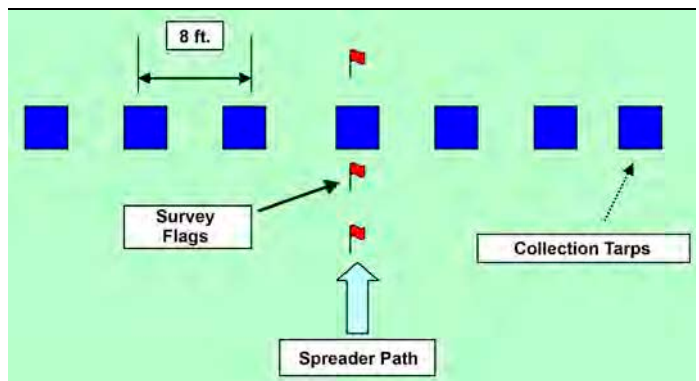 8 ft.
Survey
Flags
Collection Tarps
Spreader Path